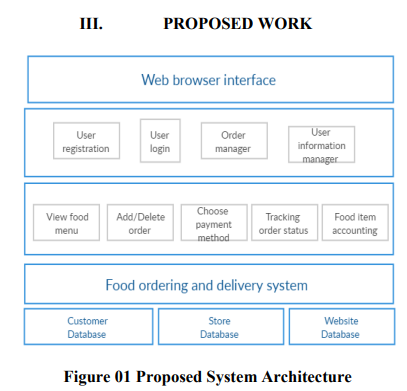 III. PROPOSED WORK
Web browser interface
User
registration
User
login
Order
manager
User
information
manager
View food
menu
Add/Delete
order
Choose
payment
method
Tracking
order status
Food item
accounting
Food ordering and delivery system
Customer
Database
Store
Database
Website
Database
Figure 01 Proposed System Architecture